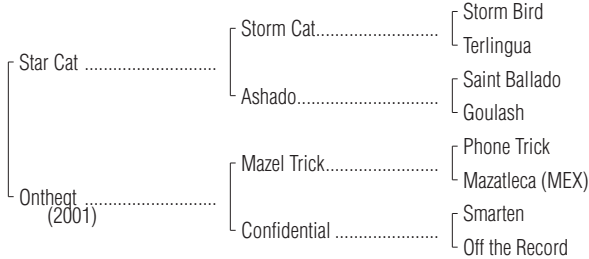 Storm Bird
Storm Cat................................
Terlingua
Star Cat ..................................
Saint Ballado
Ashado.....................................
Goulash
Phone Trick
Mazel Trick.............................
Mazatleca (MEX)
Ontheqt ..................................
(2001)
Smarten
Confidential ...........................
Off the Record